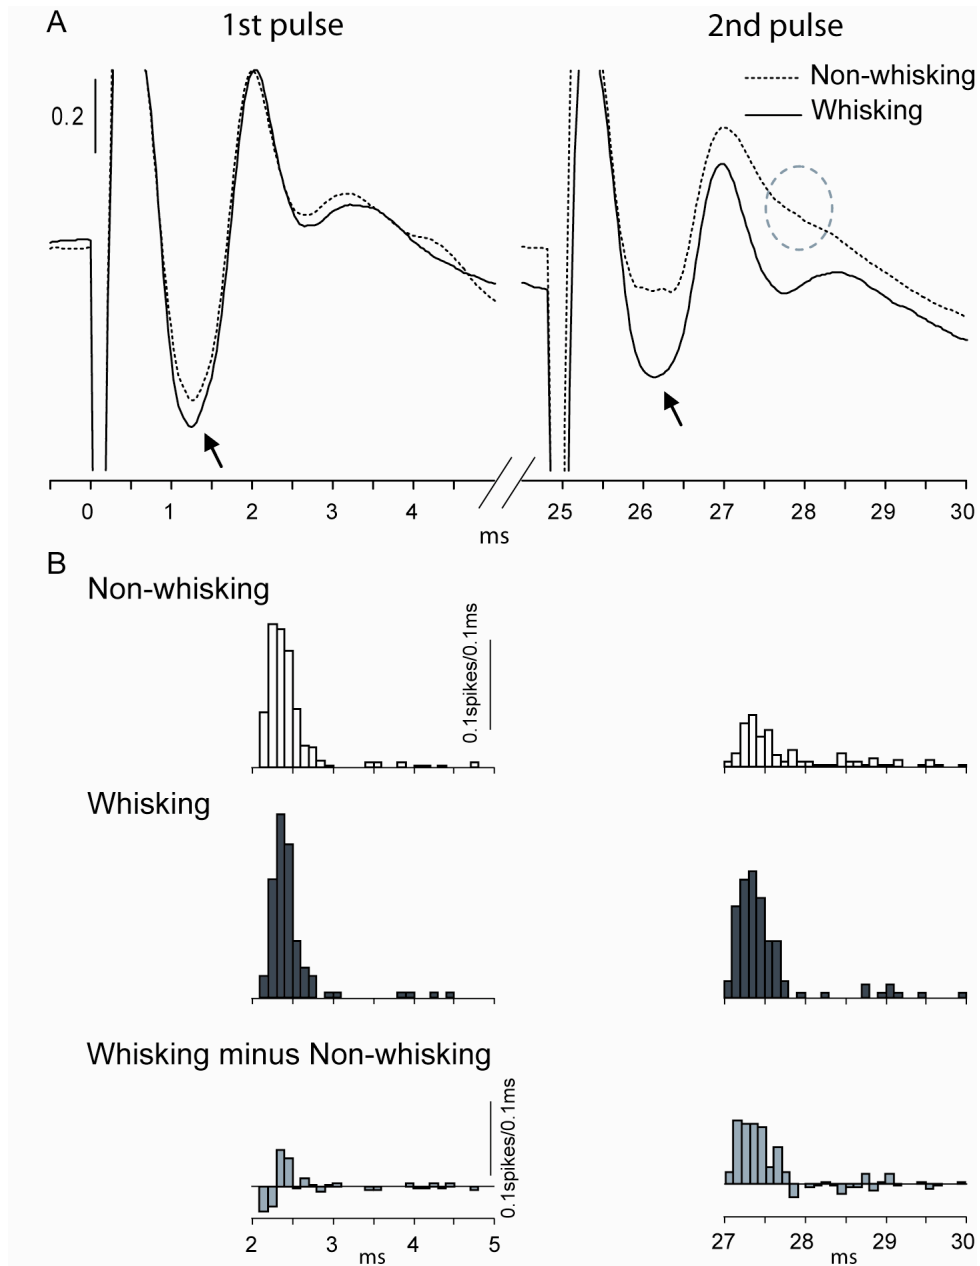 A
1st pulse
2nd pulse
Non-whisking
Whisking
0.2
0 1 2 3 4
25 26 27 28 29 30
ms
B
Non-whisking
0.1spikes/0.1ms
Whisking
Whisking minus Non-whisking
0.1spikes/0.1ms
2 3 4 5
27 28 29 30
ms
ms